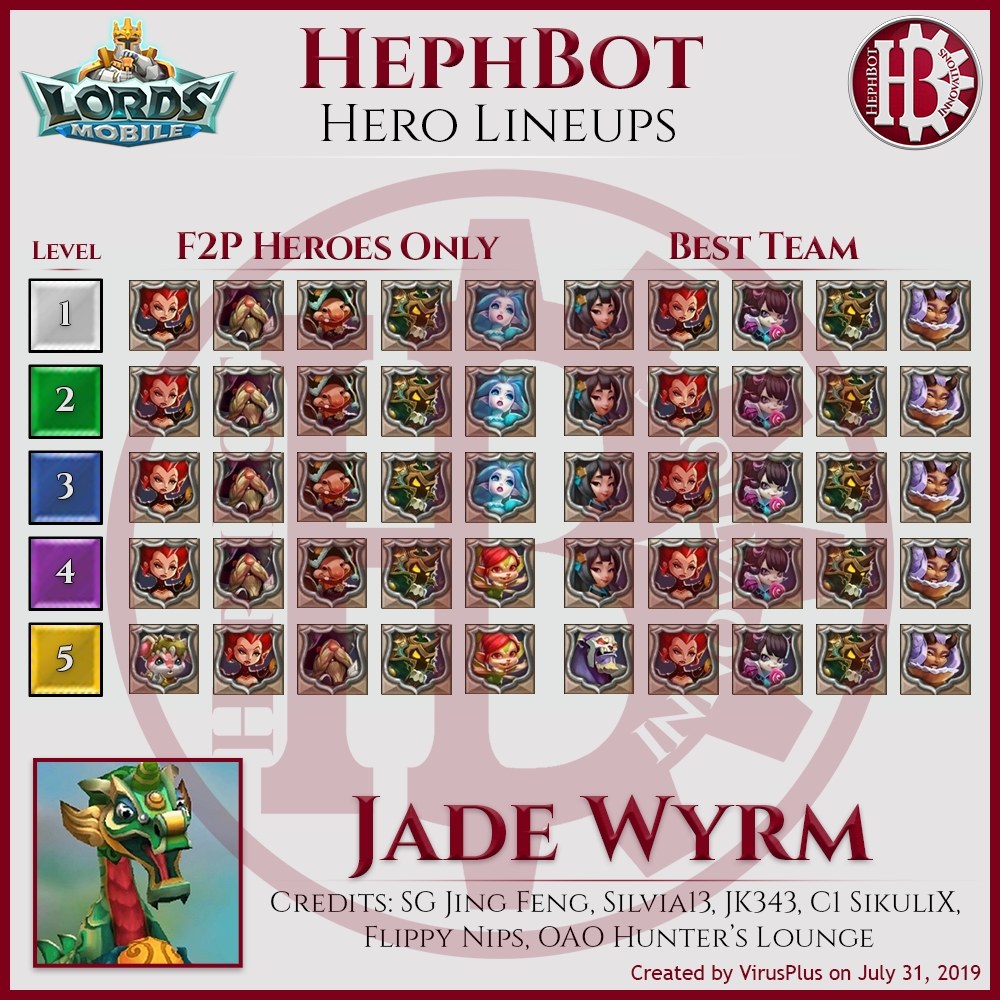 LORDS
MOBILE
HephBot
Hero Lineups
HephBot
HB
Innovations
Level
F2P Heroes Only
Best Team
1
2
3
4
5
Jade Wyrm
Credits: SG Jing Feng, Silvia13, JK343, C1 SikuliX,
Flippy Nips, OAO Hunter's Lounge
Created by VirusPlus on July 31, 2019